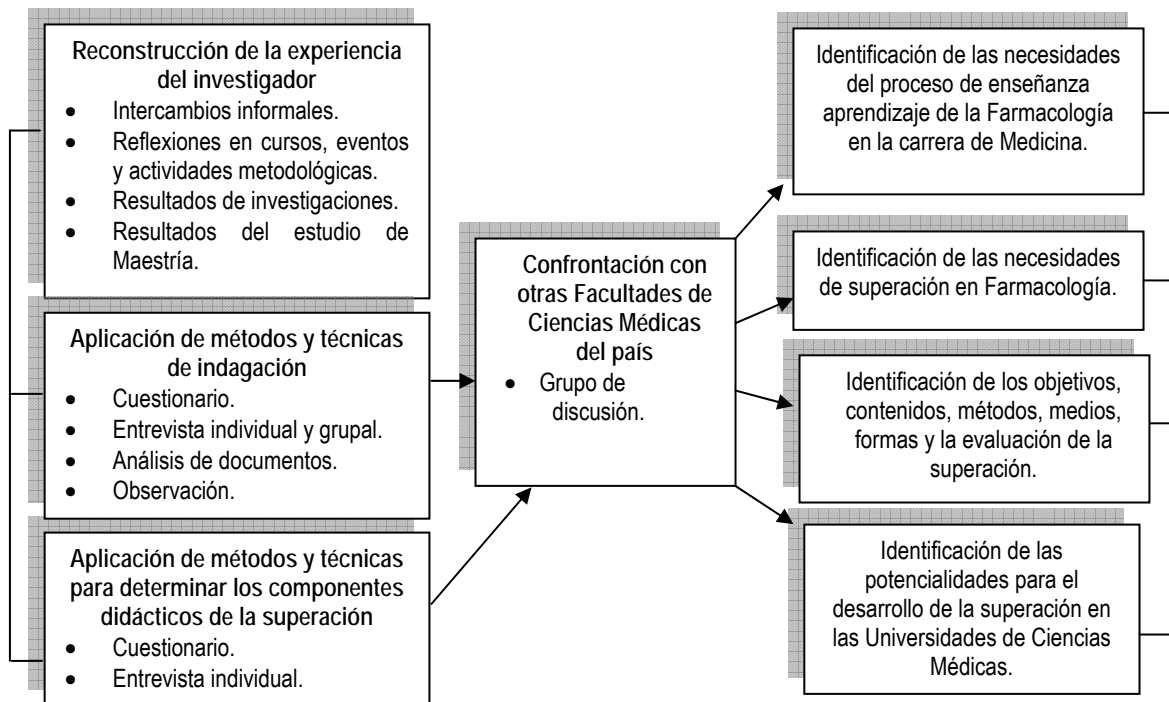 Reconstrucción de la experiencia
del investigador
• Intercambios informales.
• Reflexiones en cursos, eventos
y actividades metodológicas.
• Resultados de investigaciones.
• Resultados del estudio de
Maestría.
Aplicación de métodos y técnicas
de indagación
• Cuestionario.
• Entrevista individual y grupal.
• Análisis de documentos.
• Observación.
Aplicación de métodos y técnicas
para determinar los componentes
didácticos de la superación
• Cuestionario.
• Entrevista individual.
Confrontación con
otras Facultades de
Ciencias Médicas
del país
• Grupo de
discusión.
Identificación de las necesidades
del proceso de enseñanza
aprendizaje de la Farmacología
en la carrera de Medicina.
Identificación de las necesidades
de superación en Farmacología.
Identificación de los objetivos,
contenidos, métodos, medios,
formas y la evaluación de la
superación.
Identificación de las
potencialidades para el
desarrollo de la superación en
las Universidades de Ciencias
Médicas.